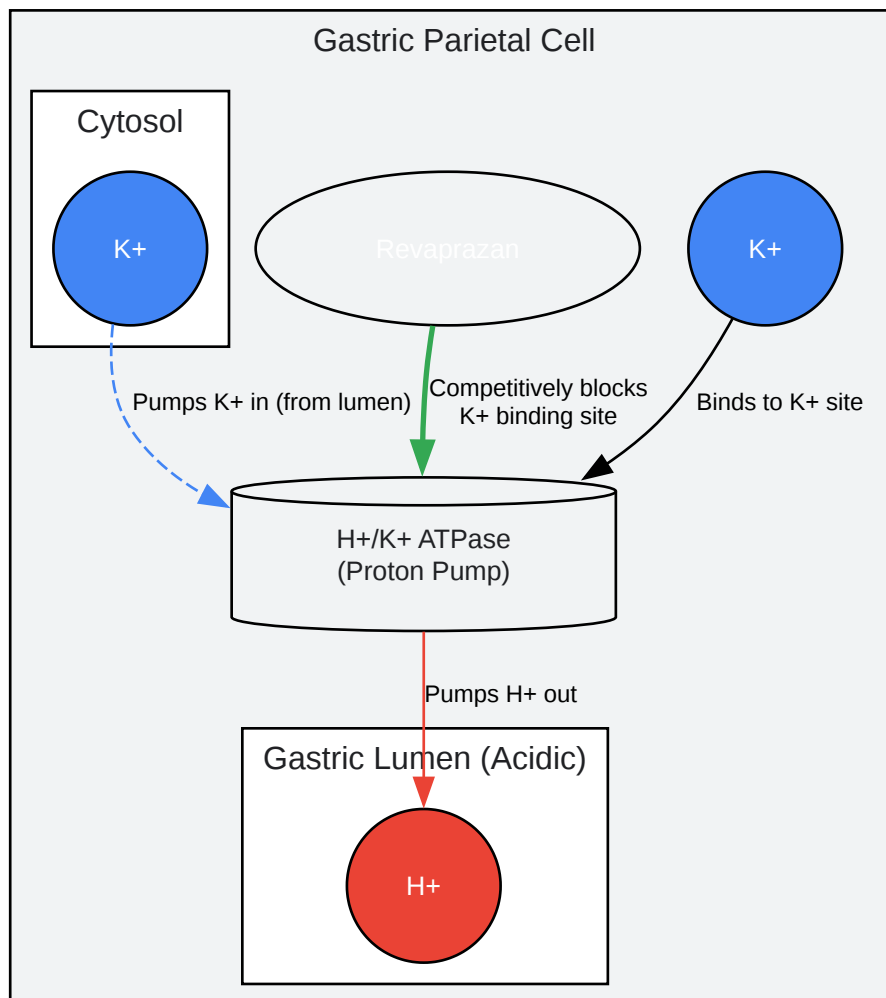 Gastric Parietal Cell
Cytosol
K+
Revaprazan
K+
Pumps K+ in (from lumen)
Competitively blocks
K+ binding site
Binds to K+ site
H+/K+ ATPase
(Proton Pump)
Pumps H+ out
Gastric Lumen (Acidic)
H+